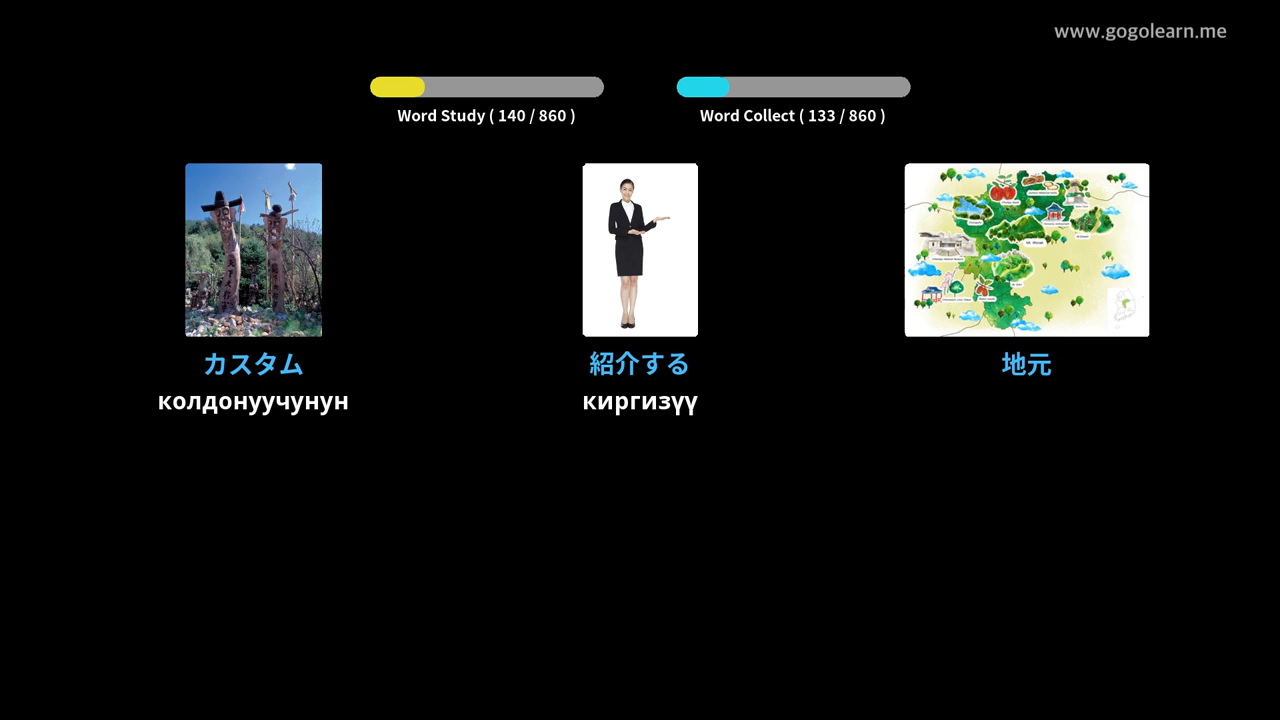 www.gogolearn.me
Word Study ( 140 / 860 )
Word Collect ( 133 / 860 )
カスタム
紹介する
地元
колдонуучунун
киргизүү